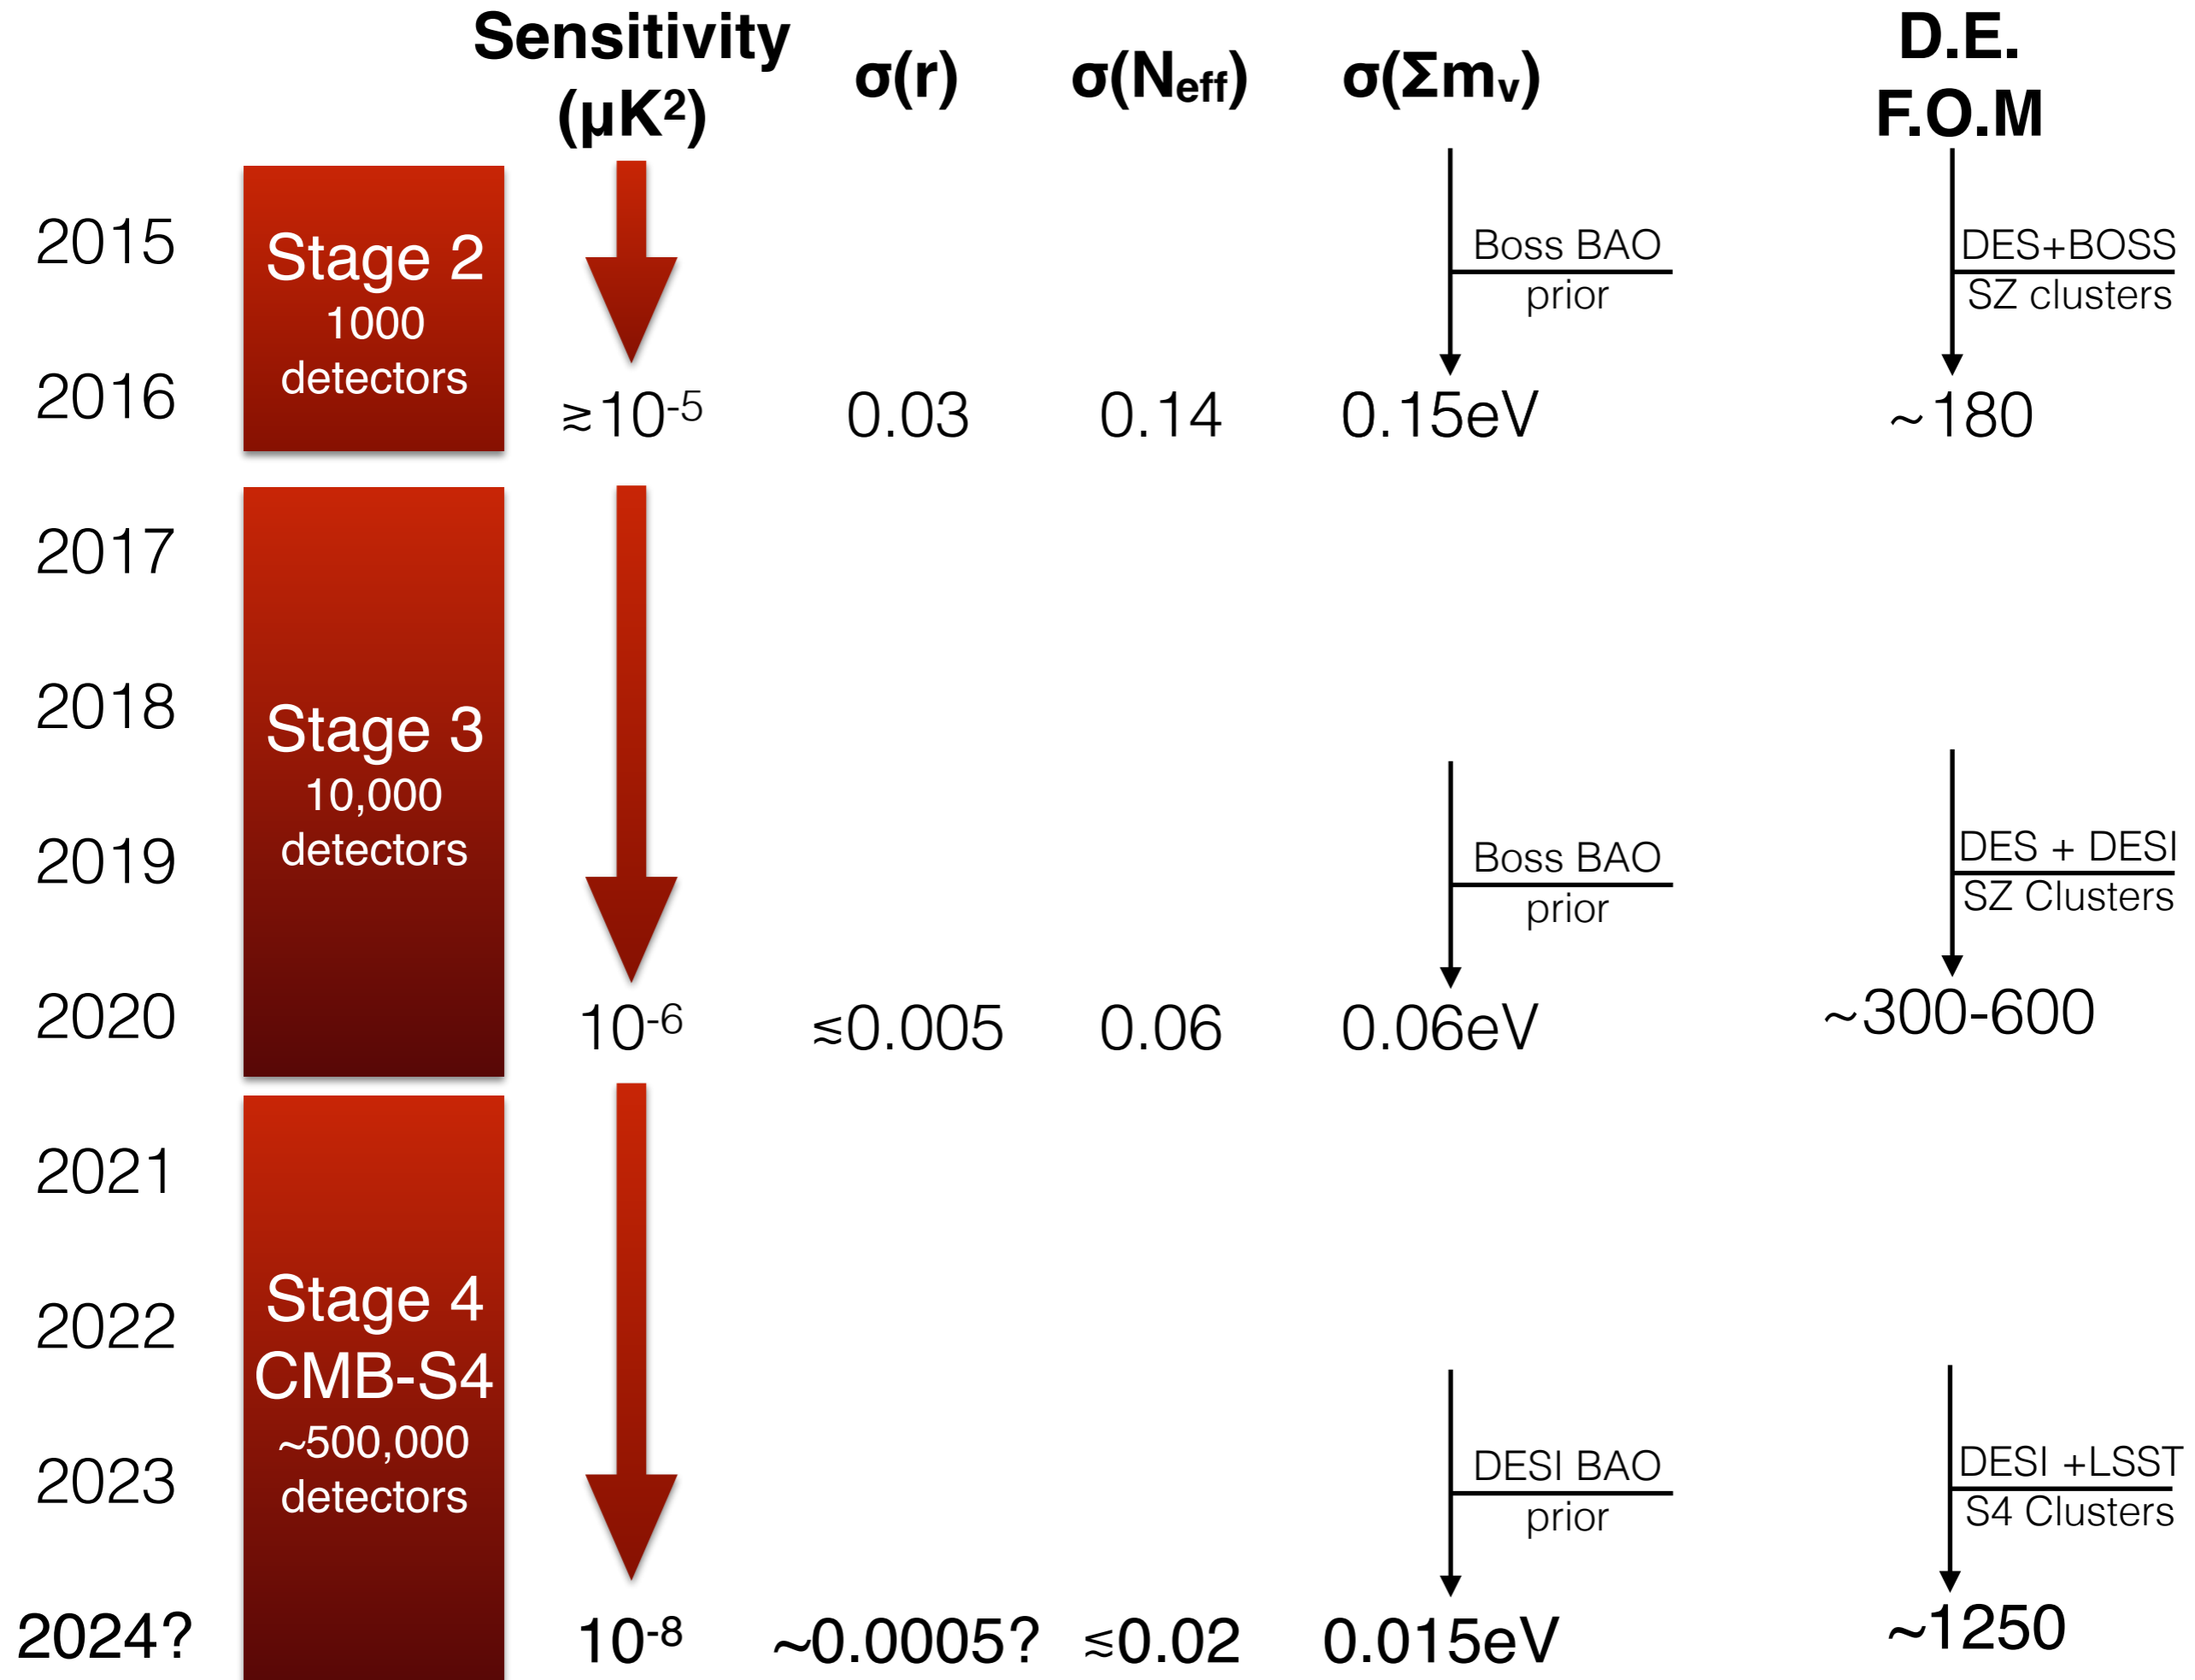 Sensitivity
(µK²)
σ(r)
σ(Neff)
σ(Σmν)
D.E.
F.O.M
2015
Stage 2
1000
detectors
Boss BAO
prior
DES+BOSS
SZ clusters
2016
≳10⁻⁵
0.03
0.14
0.15eV
~180
2017
2018
Stage 3
10,000
detectors
2019
Boss BAO
prior
DES + DESI
SZ Clusters
2020
10⁻⁶
≲0.005
0.06
0.06eV
~300-600
2021
2022
Stage 4
CMB-S4
~500,000
detectors
2023
DESI BAO
prior
DESI +LSST
S4 Clusters
2024?
10⁻⁸
~0.0005?
≲0.02
0.015eV
~1250